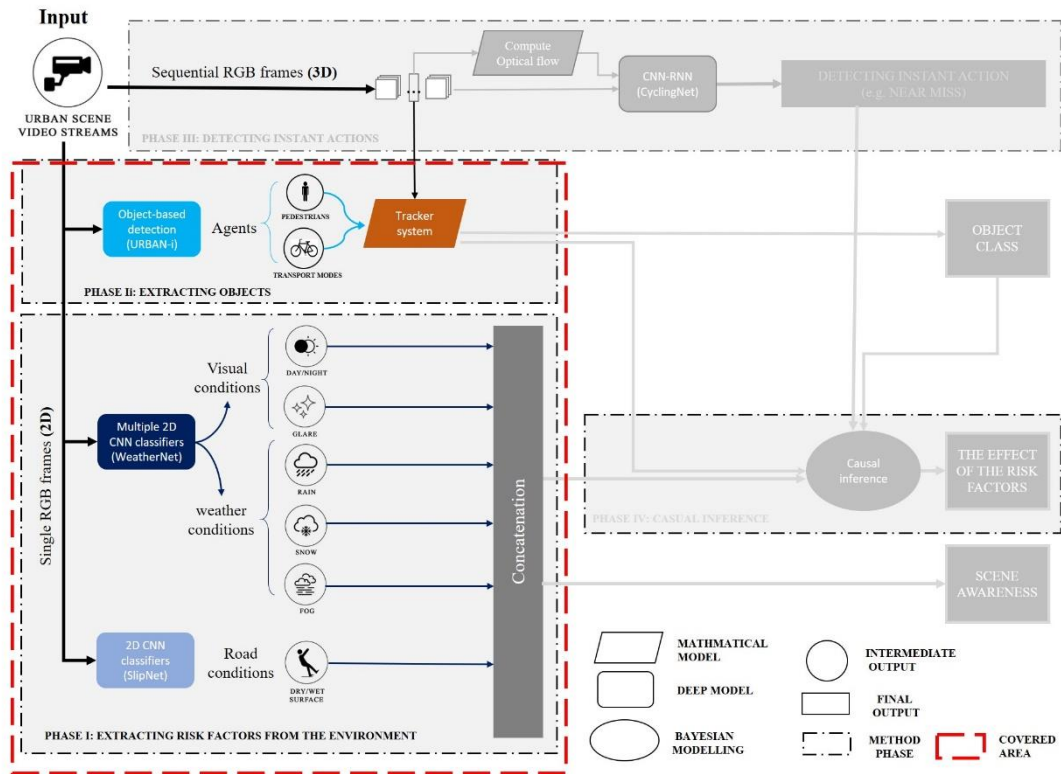 Input
URBAN SCENE
VIDEO STREAMS
Sequential RGB frames (3D)
...
Compute
Optical flow
CNN-RNN
(CyclingNet)
DETECTING INSTANT ACTION
(e.g. NEAR MISS)
PHASE III: DETECTING INSTANT ACTIONS
Object-based
detection
(URBAN-i)
Agents
PEDESTRIANS
TRANSPORT MODES
Tracker
system
OBJECT
CLASS
PHASE Ii: EXTRACTING OBJECTS
Single RGB frames (2D)
Multiple 2D
CNN classifiers
(WeatherNet)
Visual
conditions
DAY/NIGHT
GLARE
weather
conditions
RAIN
SNOW
FOG
Concatenation
Causal
inference
THE EFFECT
OF THE RISK
FACTORS
PHASE IV: CASUAL INFERENCE
SCENE
AWARENESS
2D CNN
classifiers
(SlipNet)
Road
conditions
DRY/WET
SURFACE
PHASE I: EXTRACTING RISK FACTORS FROM THE ENVIRONMENT
MATHMATICAL
MODEL
INTERMEDIATE
OUTPUT
DEEP MODEL
FINAL
OUTPUT
BAYESIAN
MODELLING
METHOD
PHASE
COVERED
AREA